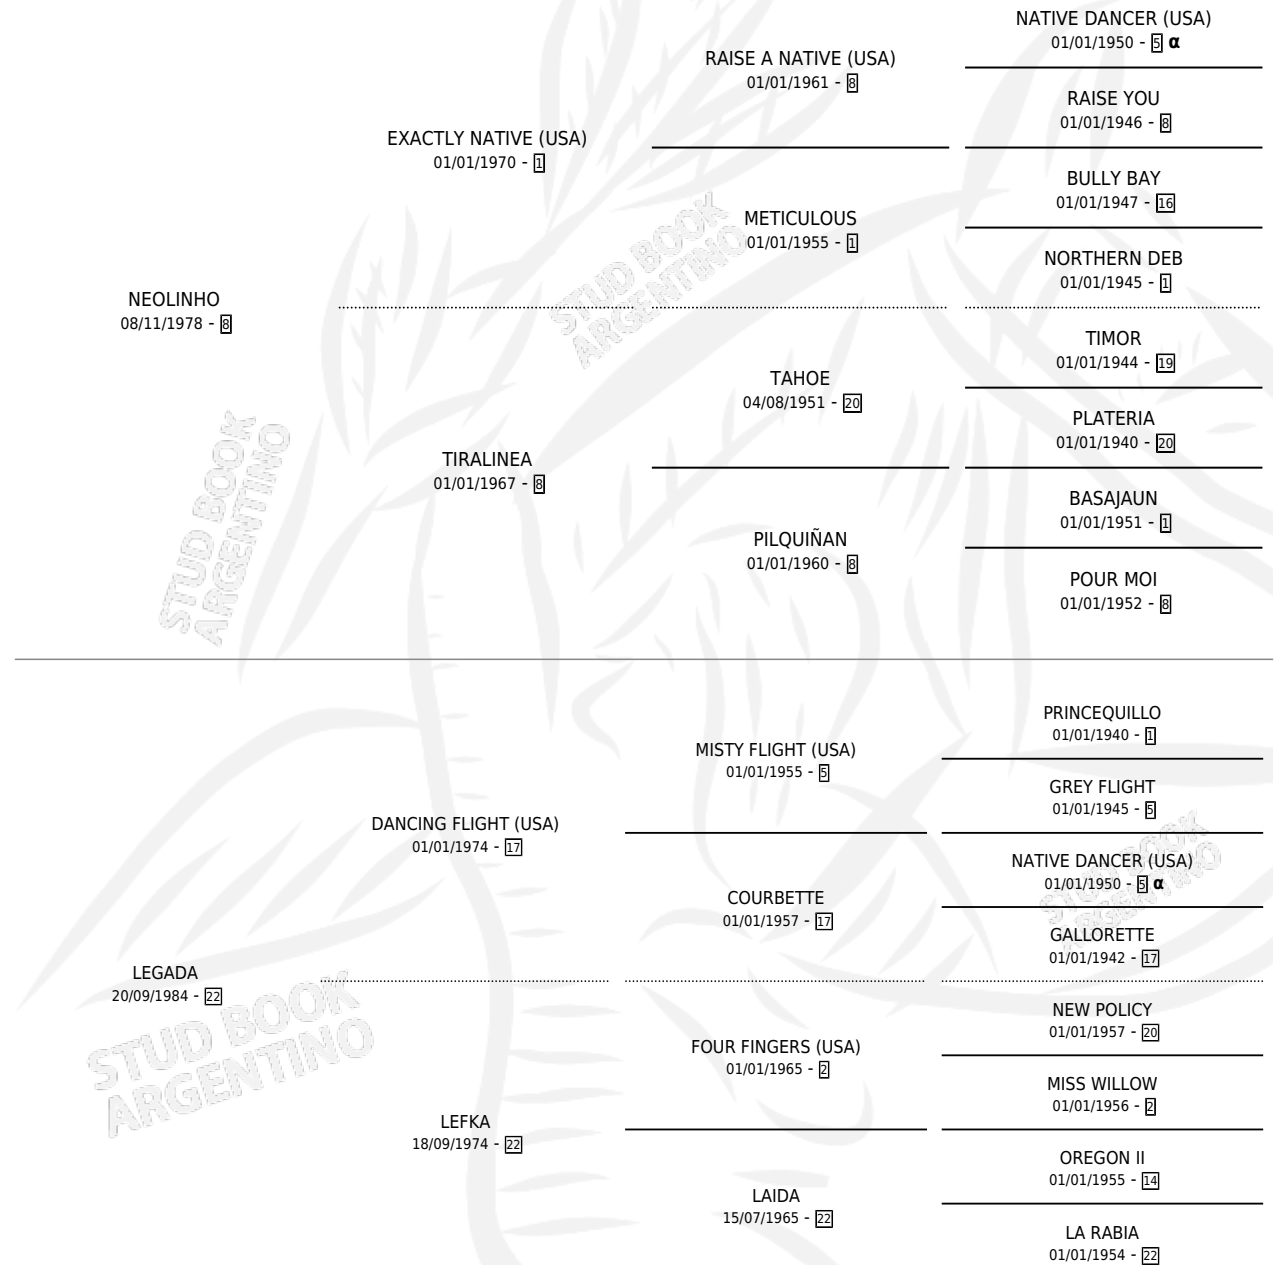 NATIVE DANCER (USA)
01/01/1950 - 5 α
RAISE A NATIVE (USA)
01/01/1961 - 8
RAISE YOU
01/01/1946 - 8
EXACTLY NATIVE (USA)
01/01/1970 - 1
BULLY BAY
01/01/1947 - 16
METICULOUS
01/01/1955 - 1
NORTHERN DEB
01/01/1945 - 1
NEOLINHO
08/11/1978 - 8
TIMOR
01/01/1944 - 19
TAHOE
04/08/1951 - 20
PLATERIA
01/01/1940 - 20
TIRALINEA
01/01/1967 - 8
BASAJAUN
01/01/1951 - 1
PILQUIÑAN
01/01/1960 - 8
POUR MOI
01/01/1952 - 8
STUD BOOK
ARGENTINO
STUD BOOK
ARGENTINO
PRINCEQUILLO
01/01/1940 - 1
MISTY FLIGHT (USA)
01/01/1955 - 5
GREY FLIGHT
01/01/1945 - 5
DANCING FLIGHT (USA)
01/01/1974 - 17
NATIVE DANCER (USA)
01/01/1950 - 5 α
COURBETTE
01/01/1957 - 17
GALLORETTE
01/01/1942 - 17
LEGADA
20/09/1984 - 22
NEW POLICY
01/01/1957 - 20
FOUR FINGERS (USA)
01/01/1965 - 2
MISS WILLOW
01/01/1956 - 2
LEFKA
18/09/1974 - 22
OREGON II
01/01/1955 - 14
LAIDA
15/07/1965 - 22
LA RABIA
01/01/1954 - 22
STUD BOOK
ARGENTINO
STUD BOOK
ARGENTINO